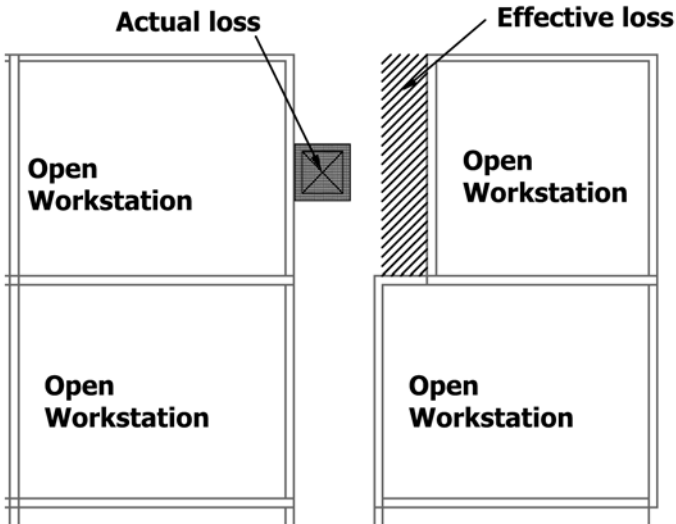 Actual loss
Effective loss
Open
Workstation
Open
Workstation
Open
Workstation
Open
Workstation